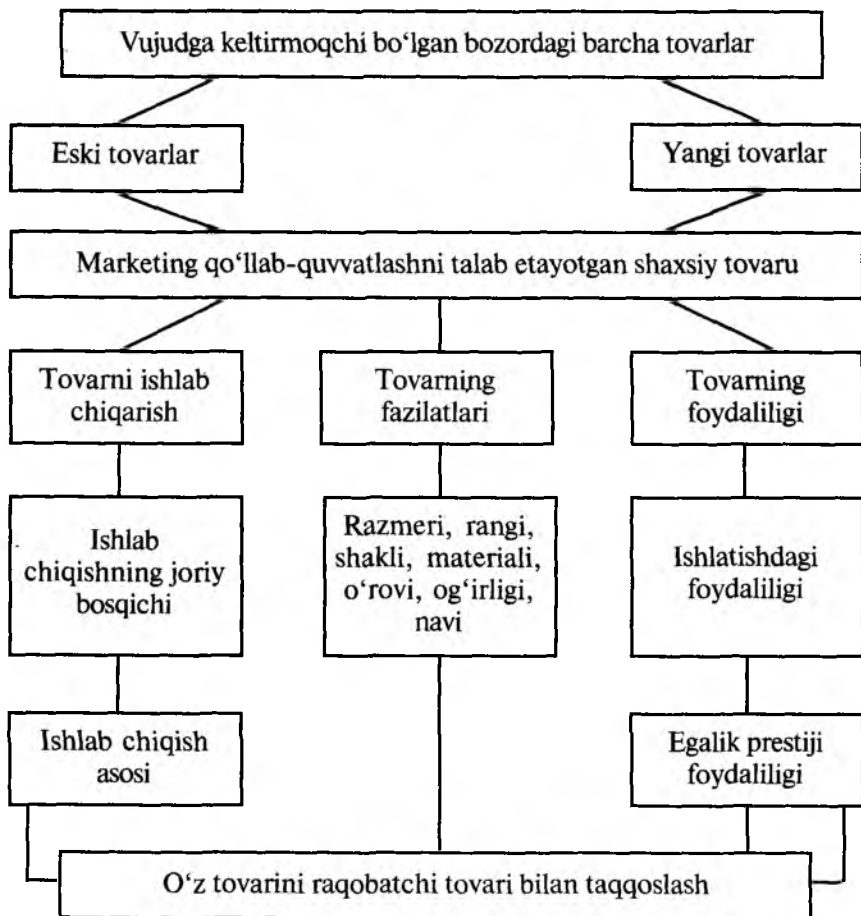 Vujudga keltirmoqchi bo‘lgan bozordagi barcha tovarlar
Eski tovarlar
Yangi tovarlar
Marketing qo‘llab-quvvatlashni talab etayotgan shaxsiy tovaru
Tovarni ishlab
chiqarish
Tovarning
fazilatlari
Tovarning
foydaliligi
Ishlab
chiqishning joriy
bosqichi
Razmeri, rangi,
shakli, materiali,
o‘rovi, og‘irligi,
navi
Ishlatishdagi
foydaliligi
Ishlab chiqish
asosi
Egalik prestiji
foydaliligi
O‘z tovarini raqobatchi tovari bilan taqqoslash